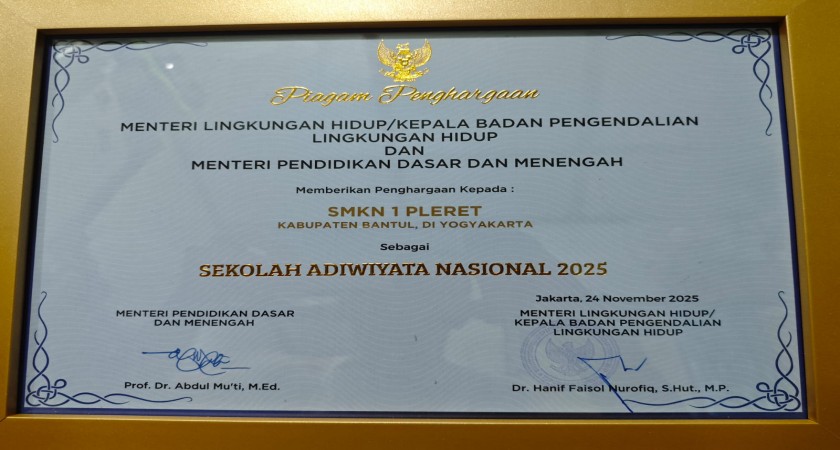 Piagam Penghargaan
MENTERI LINGKUNGAN HIDUP/KEPALA BADAN PENGENDALIAN
LINGKUNGAN HIDUP
DAN
MENTERI PENDIDIKAN DASAR DAN MENENGAH
Memberikan Penghargaan Kepada :
SMKN 1 PLERET
KABUPATEN BANTUL, DI YOGYAKARTA
Sebagai
SEKOLAH ADIWIYATA NASIONAL 2025
MENTERI PENDIDIKAN DASAR
DAN MENENGAH
Prof. Dr. Abdul Mu'ti, M.Ed.
Jakarta, 24 November 2025
MENTERI LINGKUNGAN HIDUP/
KEPALA BADAN PENGENDALIAN
LINGKUNGAN HIDUP
Dr. Hanif Faisol Nurofiq, S.Hut., M.P.